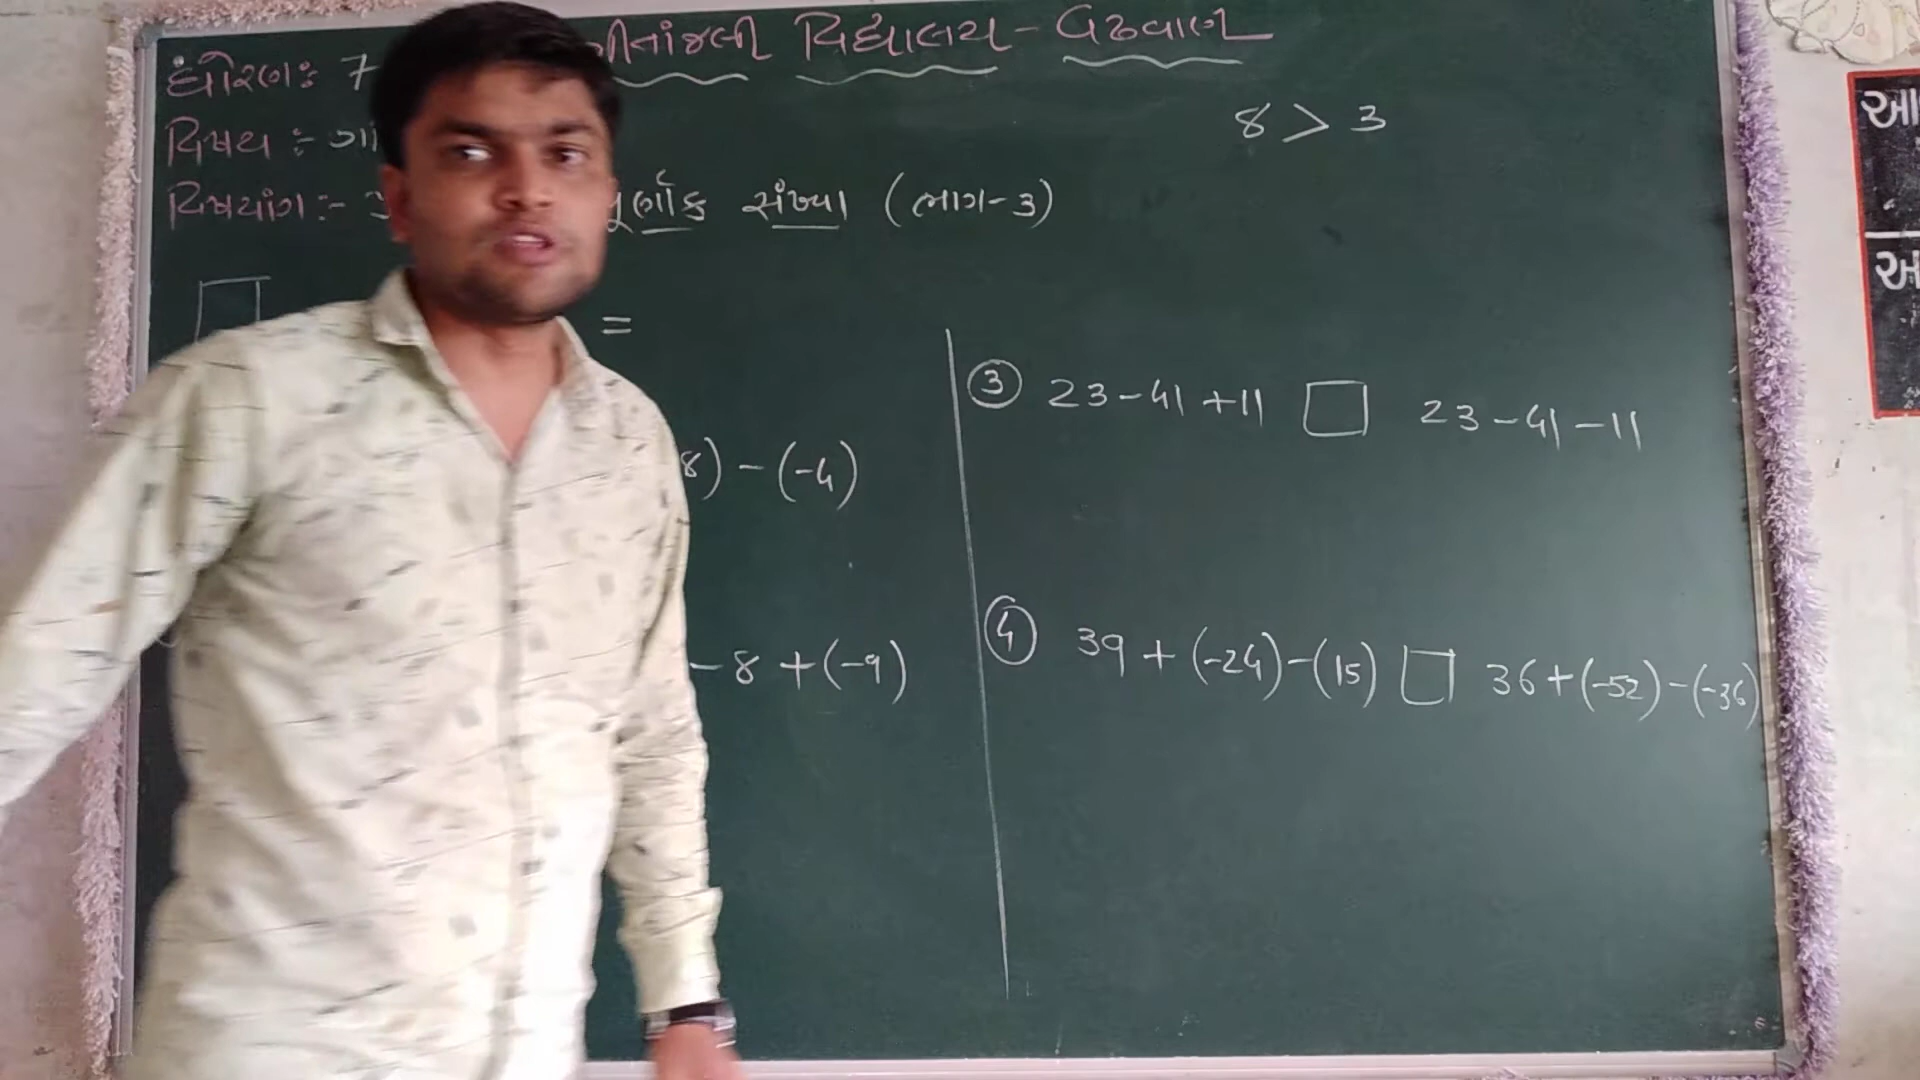 વિદ્યાલય - વઢવાણ
ધોરણ: 7
8 > 3
વિષય :-
વિષયાંગ :- સંખ્યા (ભાગ-3)
=
③ 23 - 41 + 11 □ 23 - 41 - 11
8) - (-4)
④ 39 + (-24) - (15) □ 36 + (-52) - (-36)
- 8 + (-9)